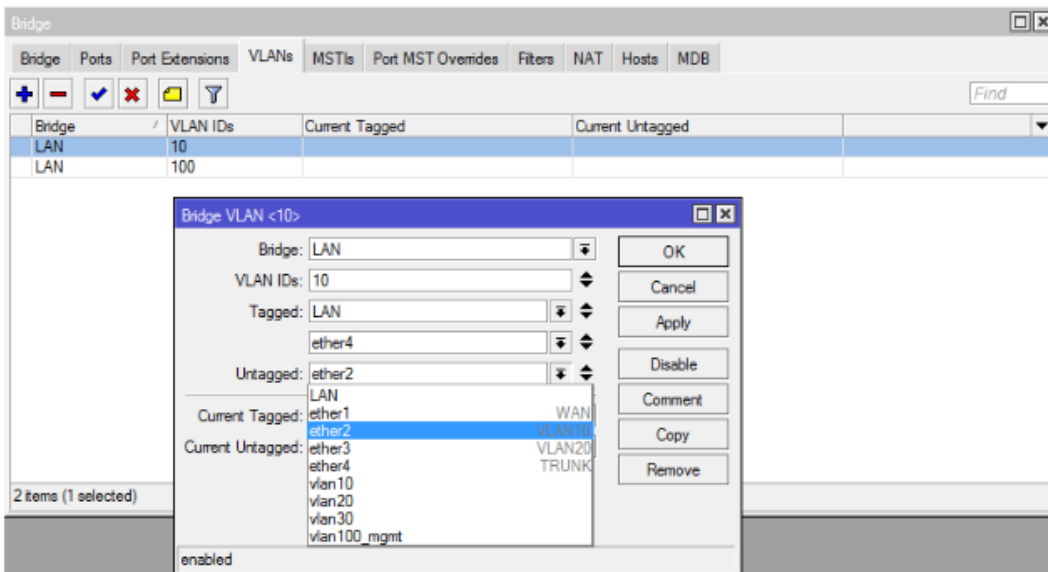 Bridge
Bridge Ports Port Extensions VLANs MSTIs Port MST Overrides Filters NAT Hosts MDB
Find
Bridge VLAN IDs Current Tagged Current Untagged
LAN 10
LAN 100
Bridge VLAN <10>
Bridge: LAN
OK
VLAN IDs: 10
Cancel
Tagged: LAN
Apply
ether4
Untagged: ether2
Disable
LAN
Comment
Current Tagged: ether1 WAN
ether2 VLAN10
Copy
Current Untagged: ether3 VLAN20
ether4 TRUNK
Remove
vlan10
vlan20
vlan30
vlan100_mgmt
2 items (1 selected)
enabled